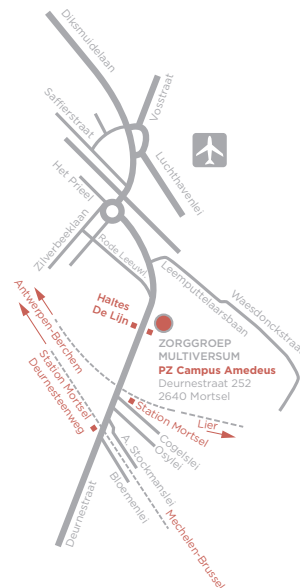 Diksmuidelaan
Vosstraat
Saffierstraat
Luchthavenlei
Het Prieel
Zilverbeeklaan
Rode Leeuwl.
Leemputtelaarsbaan
Waesdonckstraat
Antwerpen-Berchem
Haltes
De Lijn
ZORGGROEP
MULTIVERSUM
PZ Campus Amedeus
Deurnestraat 252
2640 Mortsel
Station Mortsel
Deurnesteenweg
Station Mortsel
Lier
Cogelslei
Osylei
A. Stockmanslei
Bloemenlei
Deurnestraat
Mechelen-Brussel